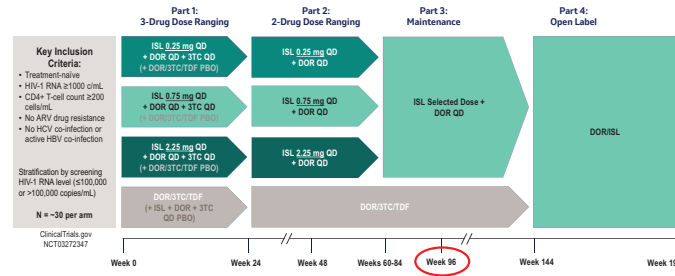 Part 1:
3-Drug Dose Ranging
Part 2:
2-Drug Dose Ranging
Part 3:
Maintenance
Part 4:
Open Label
Key Inclusion
Criteria:
• Treatment-naïve
• HIV-1 RNA ≥1000 c/mL
• CD4+ T-cell count ≥200
cells/mL
• No ARV drug resistance
• No HCV co-infection or
active HBV co-infection
Stratification by screening
HIV-1 RNA level (≤100,000
or >100,000 copies/mL)
N = ~30 per arm
ClinicalTrials.gov
NCT03272347
ISL 0.25 mg QD
+ DOR QD + 3TC QD
(+ DOR/3TC/TDF PBO)
ISL 0.25 mg QD
+ DOR QD
ISL 0.75 mg QD
+ DOR QD + 3TC QD
(+ DOR/3TC/TDF PBO)
ISL 0.75 mg QD
+ DOR QD
ISL 2.25 mg QD
+ DOR QD + 3TC QD
(+ DOR/3TC/TDF PBO)
ISL 2.25 mg QD
+ DOR QD
ISL Selected Dose +
DOR QD
DOR/ISL
DOR/3TC/TDF
(+ ISL + DOR + 3TC
QD PBO)
DOR/3TC/TDF
Week 0
Week 24
Week 48
Weeks 60-84
Week 96
Week 144
Week 19